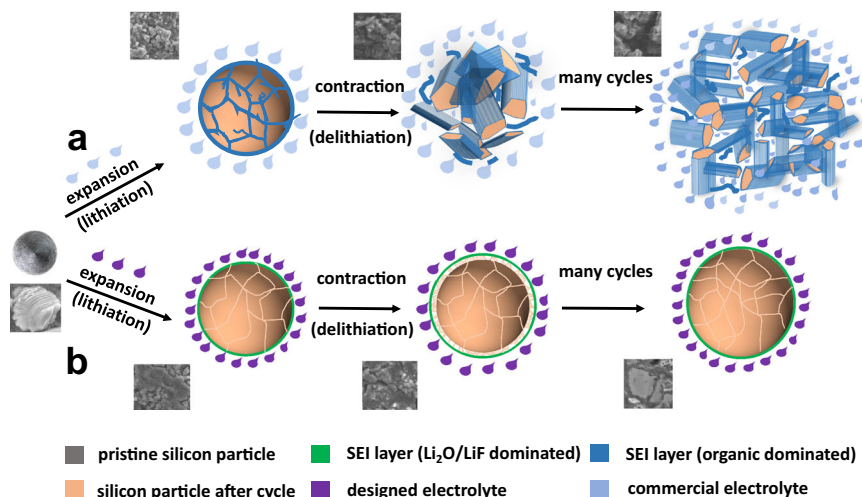 a
expansion
(lithiation)
contraction
(delithiation)
many cycles
b
expansion
(lithiation)
contraction
(delithiation)
many cycles
pristine silicon particle
SEI layer (Li₂O/LiF dominated)
SEI layer (organic dominated)
silicon particle after cycle
designed electrolyte
commercial electrolyte